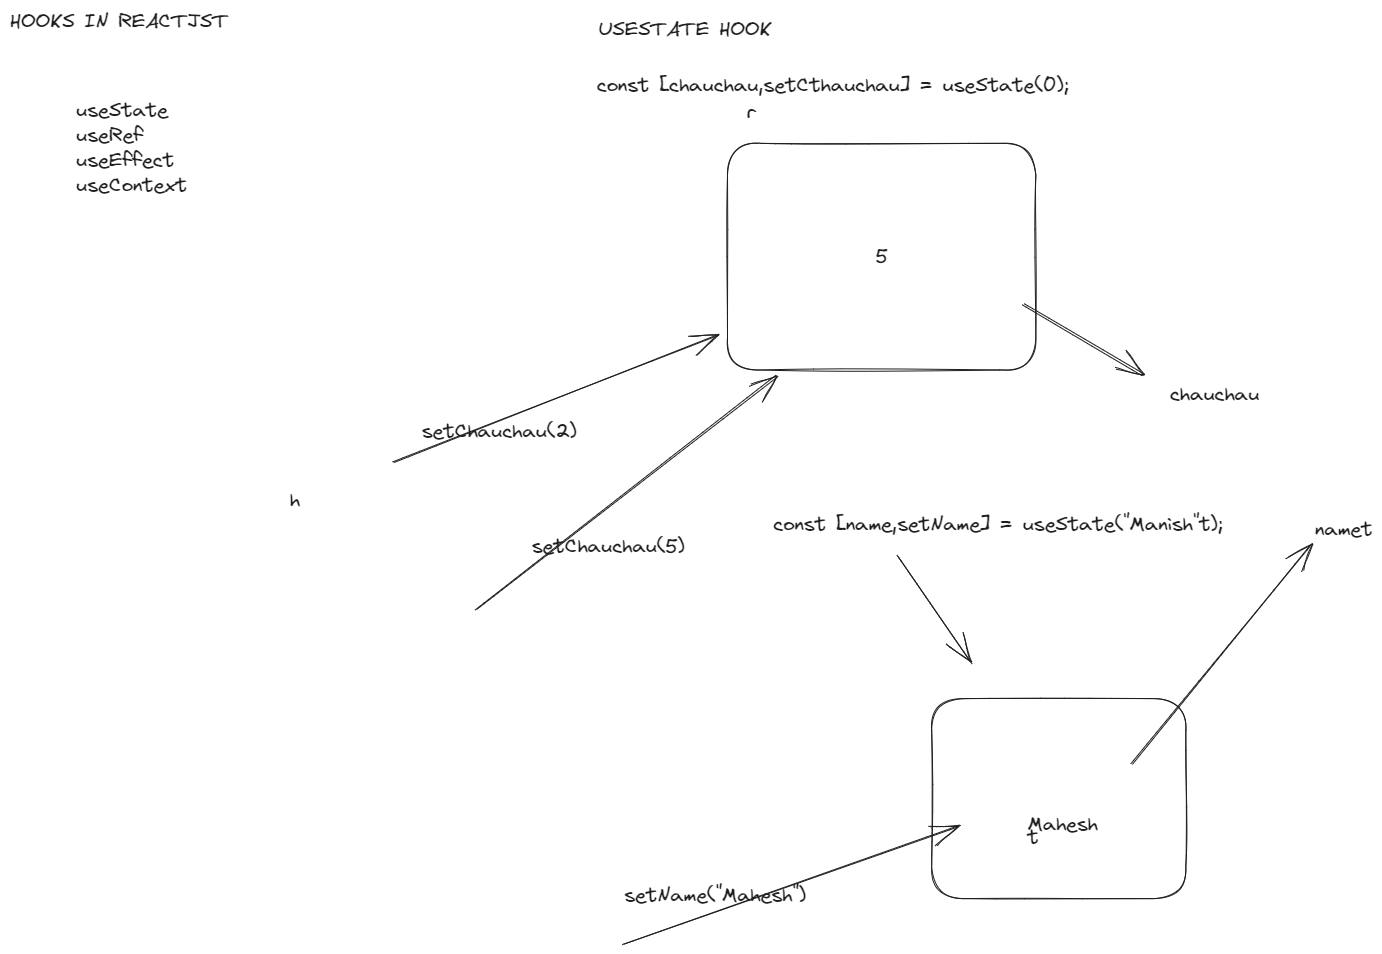 HOOKS IN REACTJST
useState
useRef
useEffect
useContext
USESTATE HOOK
const [chauchau,setCthauchau] = useState(0);
r
5
chauchau
setChauchau(2)
h
setChauchau(5)
const [name,setName] = useState("Manish"t);
namet
Mahesh
t
setName("Mahesh")